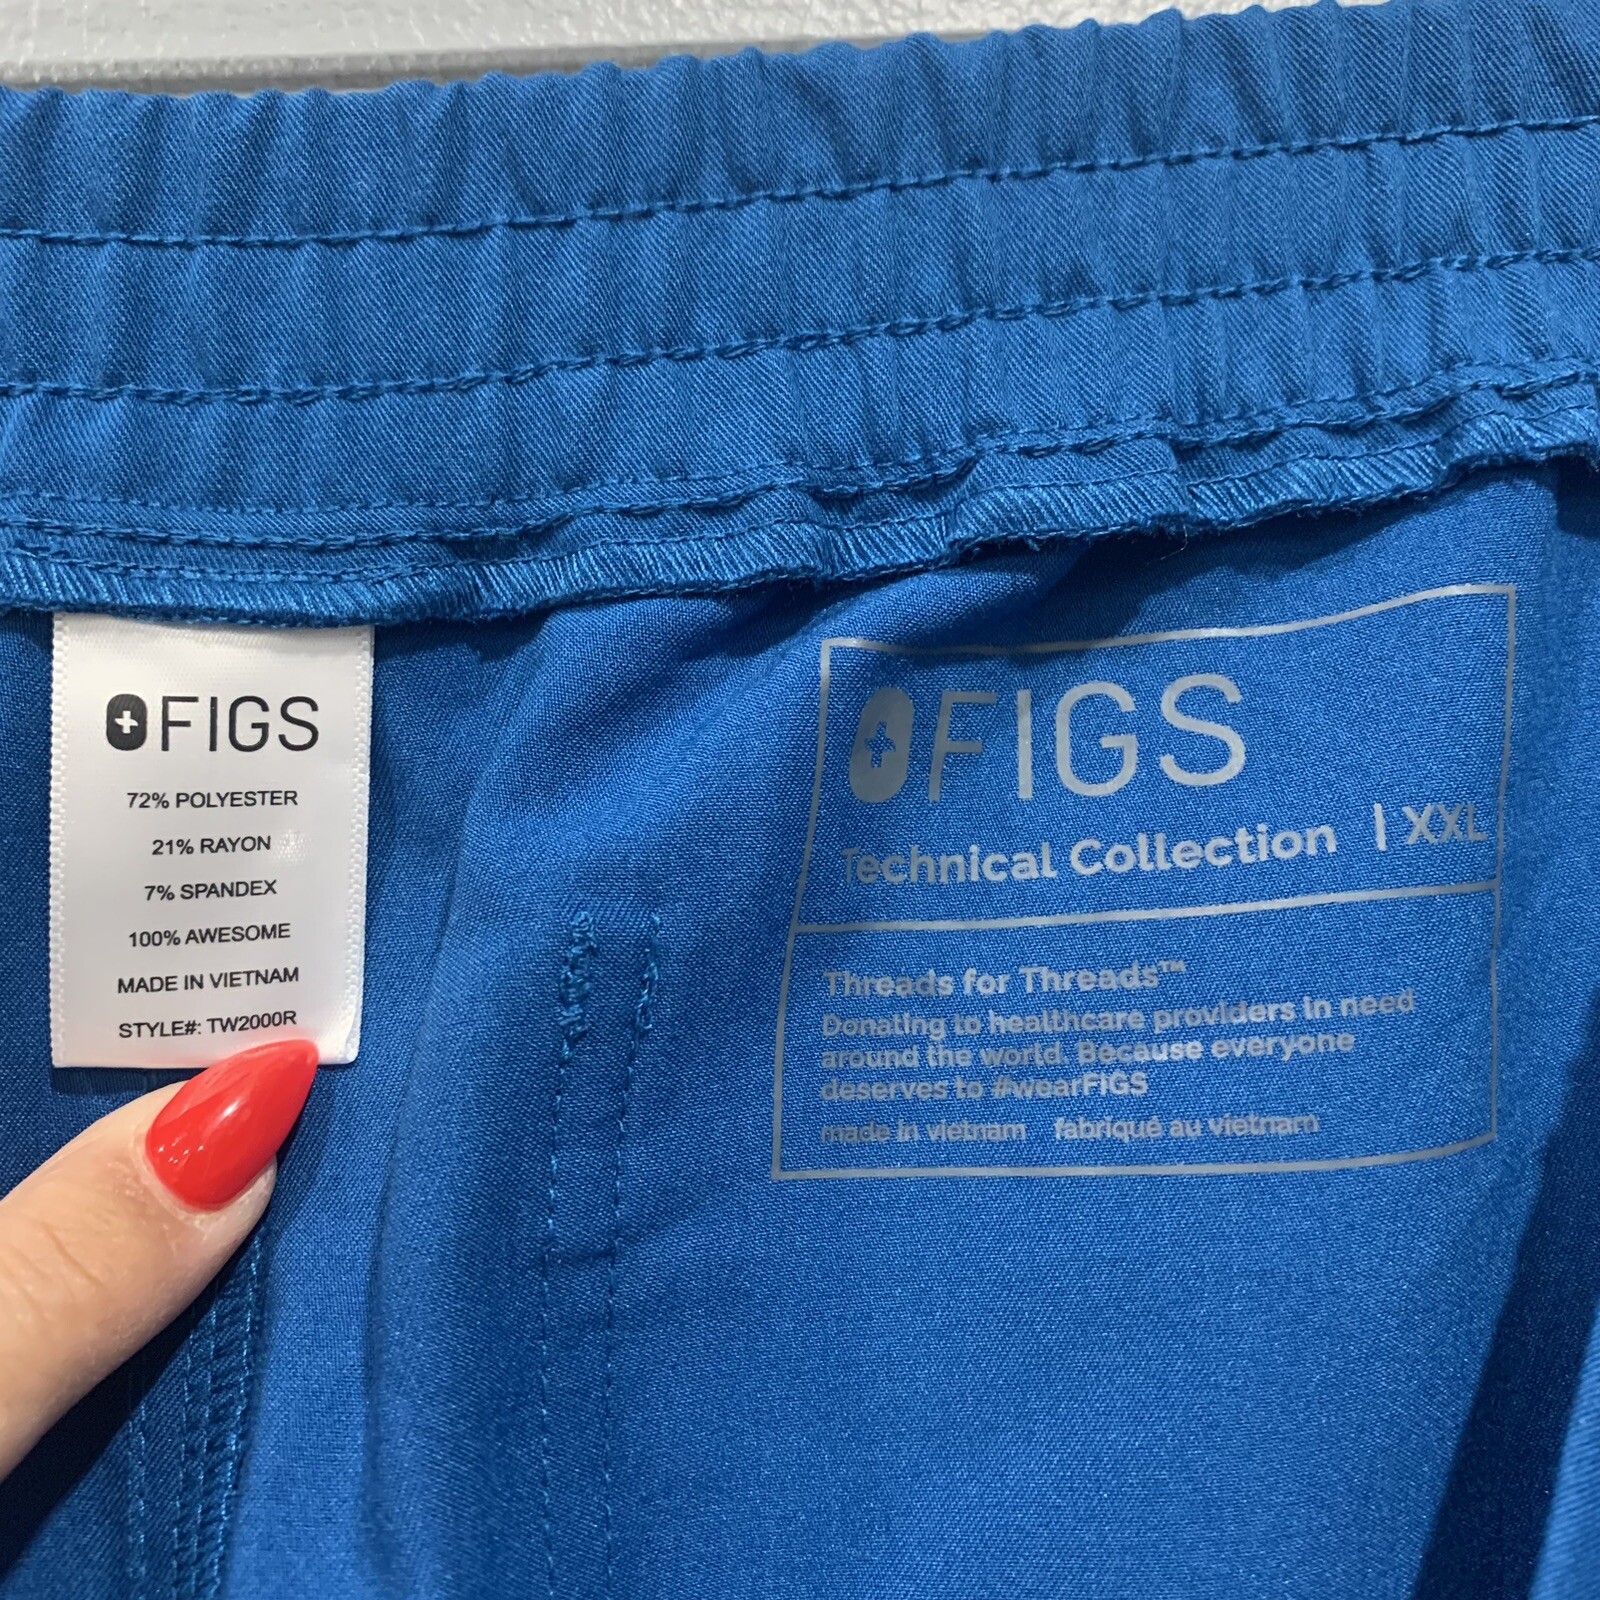 FIGS
72% POLYESTER
21% RAYON
7% SPANDEX
100% AWESOME
MADE IN VIETNAM
STYLE#: TW2000R
FIGS
Technical Collection | XXL
Threads for Threads™
Donating to healthcare providers in need
around the world. Because everyone
deserves to #wearFIGS
made in vietnam fabriqué au vietnam